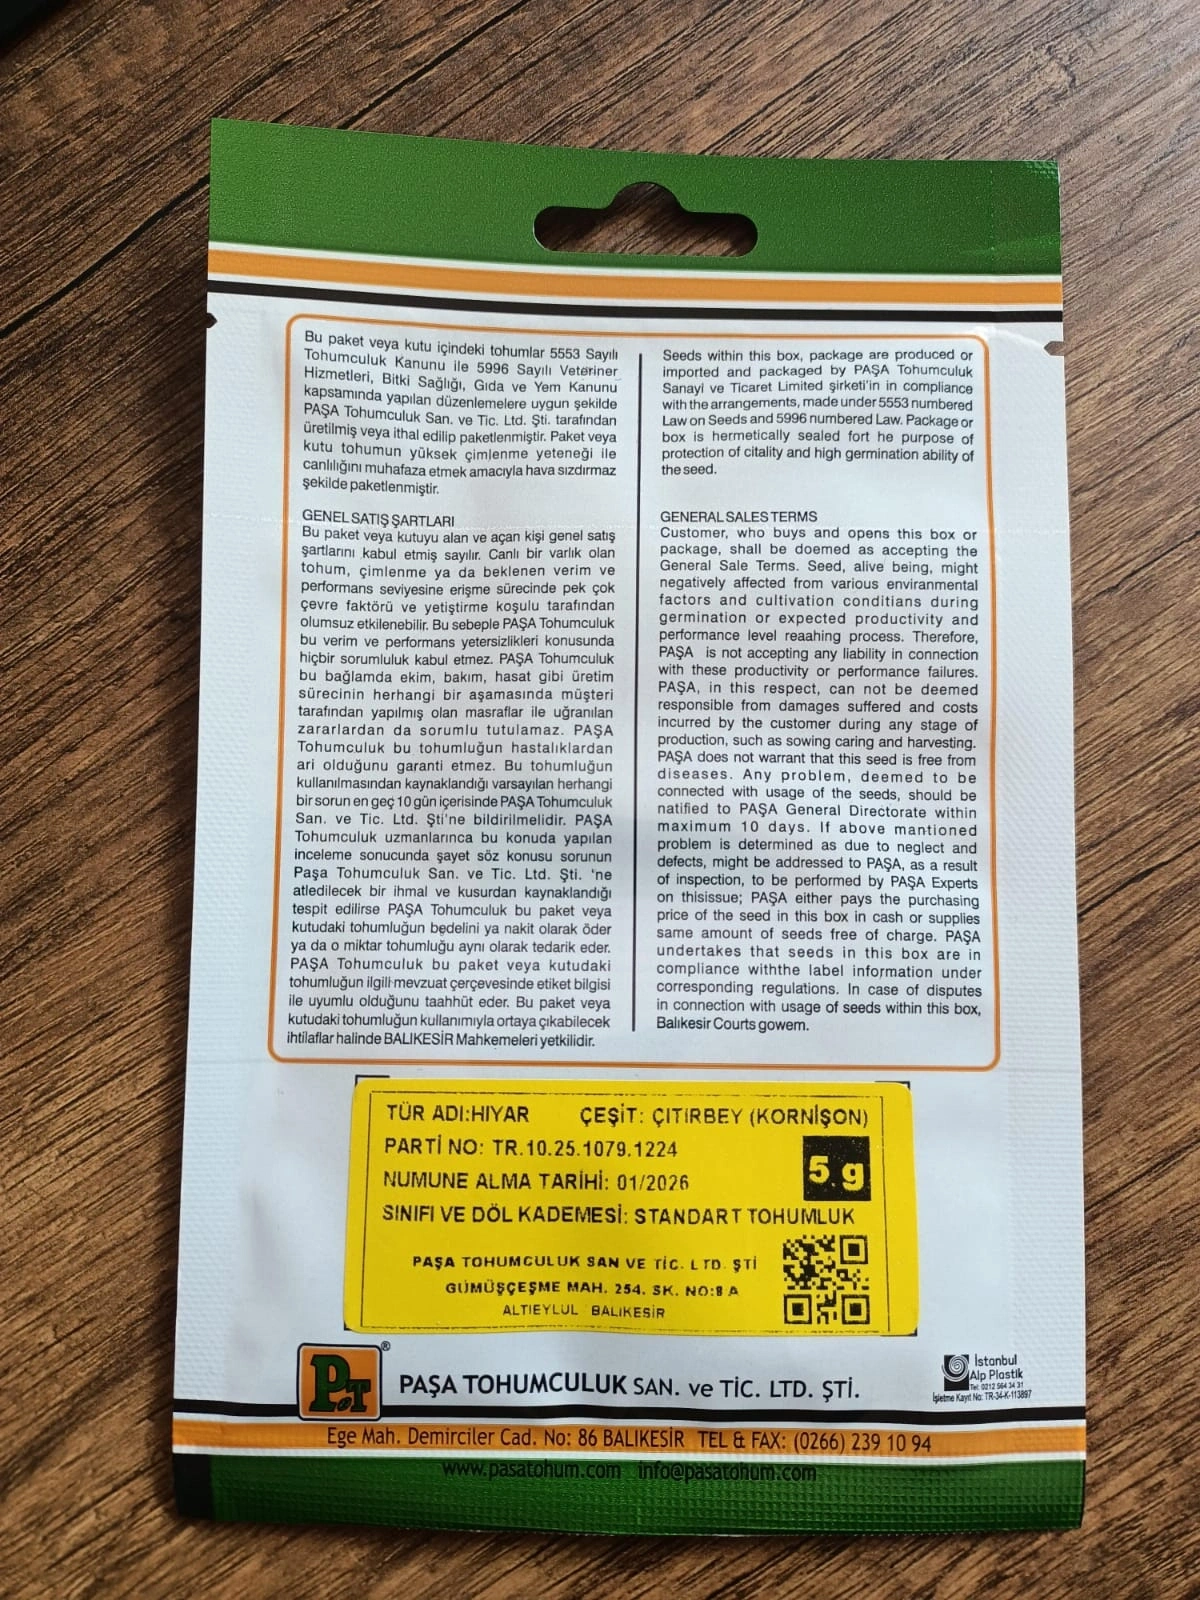 Bu paket veya kutu içindeki tohumlar 5553 Sayılı
Tohumculuk Kanunu ile 5996 Sayılı Veteriner
Hizmetleri, Bitki Sağlığı, Gıda ve Yem Kanunu
kapsamında yapılan düzenlemelere uygun şekilde
PAŞA Tohumculuk San. ve Tic. Ltd. Şti. tarafından
üretilmiş veya ithal edilip paketlenmiştir. Paket veya
kutu tohumun yüksek çimlenme yeteneği ile
canlılığını muhafaza etmek amacıyla hava sızdırmaz
şekilde paketlenmiştir.
GENEL SATIŞ ŞARTLARI
Bu paket veya kutuyu alan ve açan kişi genel satış
şartlarını kabul etmiş sayılır. Canlı bir varlık olan
tohum, çimlenme ya da beklenen verim ve
performans seviyesine erişme sürecinde pek çok
çevre faktörü ve yetiştirme koşulu tarafından
olumsuz etkilenebilir. Bu sebeple PAŞA Tohumculuk
bu verim ve performans yetersizlikleri konusunda
hiçbir sorumluluk kabul etmez. PAŞA Tohumculuk
bu bağlamda ekim, bakım, hasat gibi üretim
sürecinin herhangi bir aşamasında müşteri
tarafından yapılmış olan masraflar ile uğranılan
zararlardan da sorumlu tutulamaz. PAŞA
Tohumculuk bu tohumluğun hastalıklardan
ari olduğunu garanti etmez. Bu tohumluğun
kullanılmasından kaynaklandığı varsayılan herhangi
bir sorun en geç 10 gün içerisinde PAŞA Tohumculuk
San. ve Tic. Ltd. Şti'ne bildirilmelidir. PAŞA
Tohumculuk uzmanlarınca bu konuda yapılan
inceleme sonucunda şayet söz konusu sorunun
Paşa Tohumculuk San. ve Tic. Ltd. Şti. 'ne
atledilecek bir ihmal ve kusurdan kaynaklandığı
tespit edilirse PAŞA Tohumculuk bu paket veya
kutudaki tohumluğun bedelini ya nakit olarak öder
ya da o miktar tohumluğu aynı olarak tedarik eder.
PAŞA Tohumculuk bu paket veya kutudaki
tohumluğun ilgili mevzuat çerçevesinde etiket bilgisi
ile uyumlu olduğunu taahhüt eder. Bu paket veya
kutudaki tohumluğun kullanımıyla ortaya çıkabilecek
ihtilaflar halinde BALIKESİR Mahkemeleri yetkilidir.
Seeds within this box, package are produced or
imported and packaged by PAŞA Tohumculuk
Sanayi ve Ticaret Limited şirketi'in in compliance
with the arrangements, made under 5553 numbered
Law on Seeds and 5996 numbered Law. Package or
box is hermetically sealed fort he purpose of
protection of citality and high germination ability of
the seed.
GENERAL SALES TERMS
Customer, who buys and opens this box or
package, shall be doemed as accepting the
General Sale Terms. Seed, alive being, might
negatively affected from various enviranmental
factors and cultivation conditians during
germination or expected productivity and
performance level reaahing process. Therefore,
PAŞA is not accepting any liability in connection
with these productivity or performance failures.
PAŞA, in this respect, can not be deemed
responsible from damages suffered and costs
incurred by the customer during any stage of
production, such as sowing caring and harvesting.
PAŞA does not warrant that this seed is free from
diseases. Any problem, deemed to be
connected with usage of the seeds, should be
natified to PAŞA General Directorate within
maximum 10 days. If above mantioned
problem is determined as due to neglect and
defects, might be addressed to PAŞA, as a result
of inspection, to be performed by PAŞA Experts
on thisissue; PAŞA either pays the purchasing
price of the seed in this box in cash or supplies
same amount of seeds free of charge. PAŞA
undertakes that seeds in this box are in
compliance withthe label information under
corresponding regulations. In case of disputes
in connection with usage of seeds within this box,
Balıkesir Courts gowern.
TÜR ADI:HIYAR ÇEŞİT: ÇITIRBEY (KORNİŞON)
PARTİ NO: TR.10.25.1079.1224
5 g
NUMUNE ALMA TARİHİ: 01/2026
SINIFI VE DÖL KADEMESİ: STANDART TOHUMLUK
PAŞA TOHUMCULUK SAN VE TİC. LTD. ŞTİ
GÜMÜŞÇEŞME MAH. 254. SK. NO:8 A
ALTIEYLUL BALIKESİR
PT ®
PAŞA TOHUMCULUK SAN. ve TİC. LTD. ŞTİ.
İstanbul
Alp Plastik
Tel: 0212 564 34 31
İşletme Kayıt No: TR-34-K-113897
Ege Mah. Demirciler Cad. No: 86 BALIKESİR TEL & FAX: (0266) 239 10 94
www.pasatohum.com info@pasatohum.com